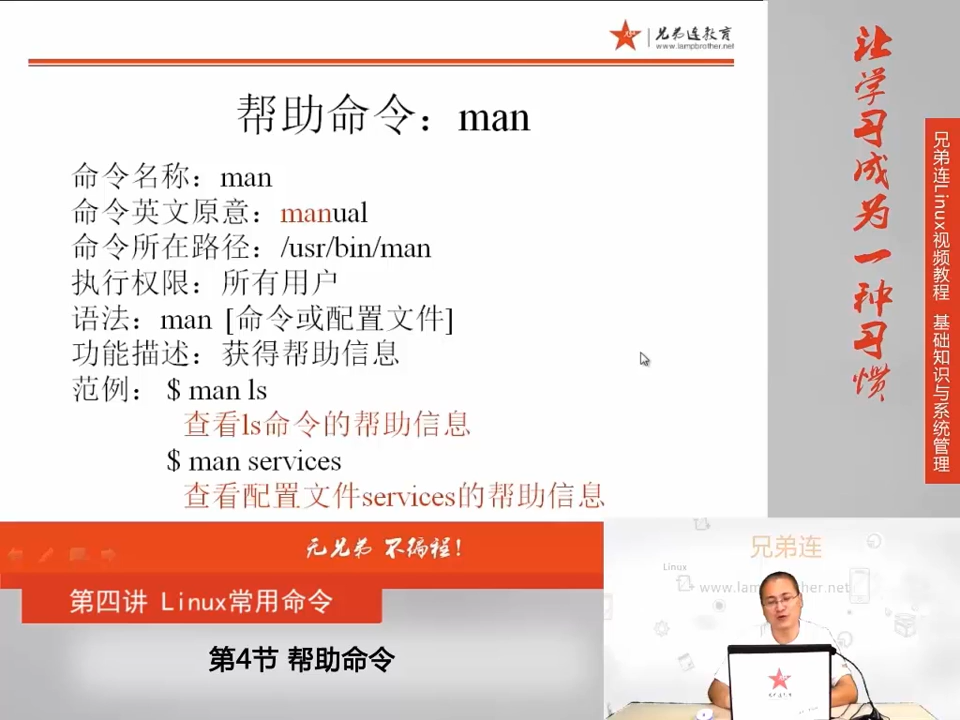 兄弟连教育
www.lampbrother.net
帮助命令：man
命令名称：man
命令英文原意：manual
命令所在路径：/usr/bin/man
执行权限：所有用户
语法：man [命令或配置文件]
功能描述：获得帮助信息
范例： $ man ls
查看ls命令的帮助信息
$ man services
查看配置文件services的帮助信息
无兄弟 不编程！
第四讲 Linux常用命令
第4节 帮助命令
让学习成为一种习惯
兄弟连Linux视频教程 基础知识与系统管理
兄弟连
Linux
www.lam
ther.net